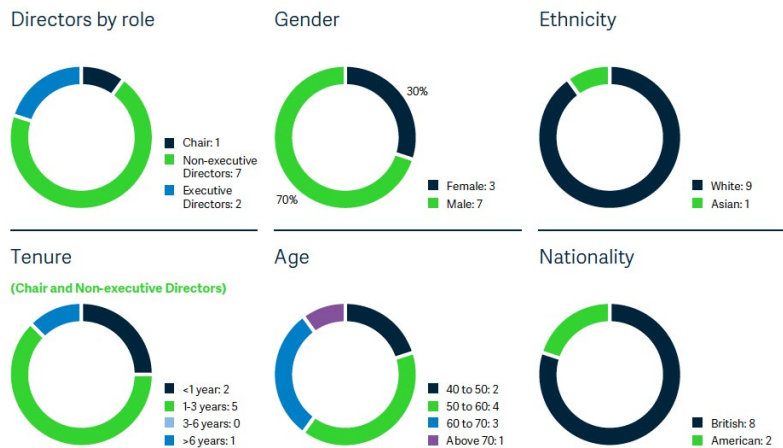 Directors by role
Chair: 1
Non-executive
Directors: 7
Executive
Directors: 2
Gender
30%
70%
Female: 3
Male: 7
Ethnicity
White: 9
Asian: 1
Tenure
(Chair and Non-executive Directors)
<1 year: 2
1-3 years: 5
3-6 years: 0
>6 years: 1
Age
40 to 50: 2
50 to 60: 4
60 to 70: 3
Above 70: 1
Nationality
British: 8
American: 2